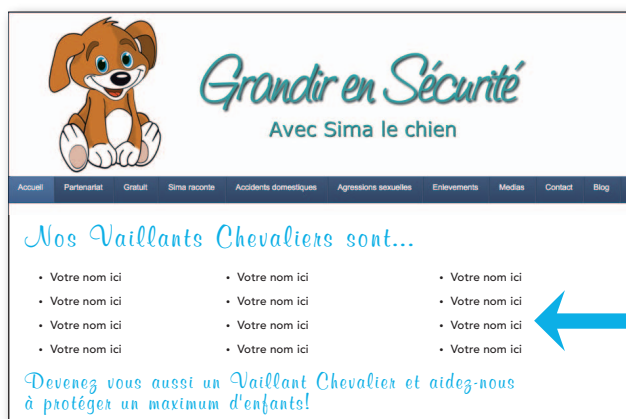 Grandir en Sécurité
Avec Sima le chien
Accueil Partenariat Gratuit Sima raconte Accidents domestiques Agressions sexuelles Enlevements Medias Contact Blog
Nos Vaillants Chevaliers sont...
• Votre nom ici • Votre nom ici • Votre nom ici
• Votre nom ici • Votre nom ici • Votre nom ici
• Votre nom ici • Votre nom ici • Votre nom ici
• Votre nom ici • Votre nom ici • Votre nom ici
Devenez vous aussi un Vaillant Chevalier et aidez-nous
à protéger un maximum d'enfants!